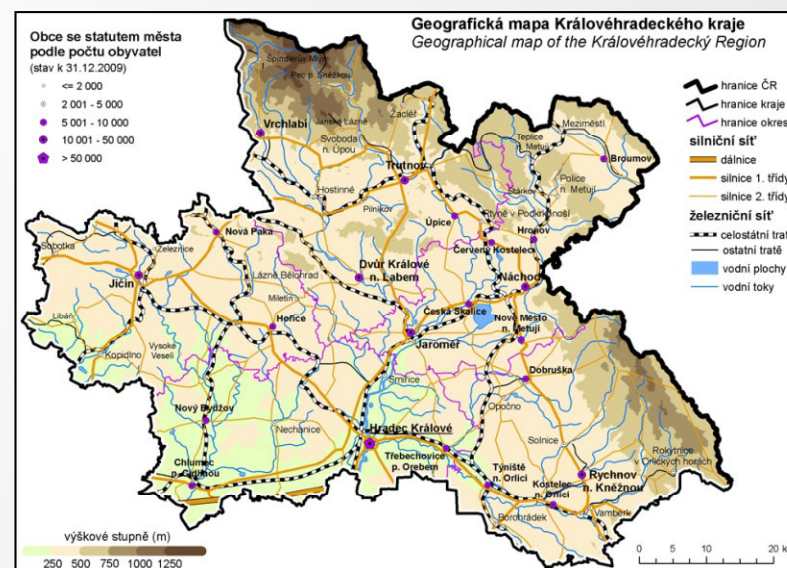 Geografická mapa Královéhradeckého kraje
Geographical map of the Královéhradecký Region
Obce se statutem města
podle počtu obyvatel
(stav k 31.12.2009)
<= 2 000
2 001 - 5 000
5 001 - 10 000
10 001 - 50 000
> 50 000
hranice ČR
hranice kraje
hranice okres
silniční síť
dálnice
silnice 1. třídy
silnice 2. třídy
železniční síť
celostátní trat
ostatní tratě
vodní plochy
vodní toky
Špindlerův Mlýn
Pec p. Sněžkou
Janské Lázně
Žacléř
Vrchlabí
Svoboda
n. Úpou
Trutnov
Teplice
n. Metují
Meziměstí
Broumov
Police
n. Metují
Stárkov
Hostinné
Pilníkov
Úpice
Rtyně v Podkrkonoší
Hronov
Červený Kostelec
Nová Paka
Sobotka
Železnice
Jičín
Lázně Bělohrad
Miletín
Dvůr Králové
n. Labem
Náchod
Česká Skalice
Nové Město
n. Metují
Libáň
Kopidlno
Vysoké
Veselí
Hořice
Jaroměř
Smiřice
Dobruška
Opočno
Nový Bydžov
Nechanice
Hradec Králové
Solnice
Rokytnice
v Orlických horách
Třebechovice
p. Orebem
Týniště
n. Orlicí
Rychnov
n. Kněžnou
Kostelec
n. Orlicí
Vamberk
Borohrádek
Chlumec
n. Cidlinou
výškové stupně (m)
250 500 750 1000 1250
0 10 20 k